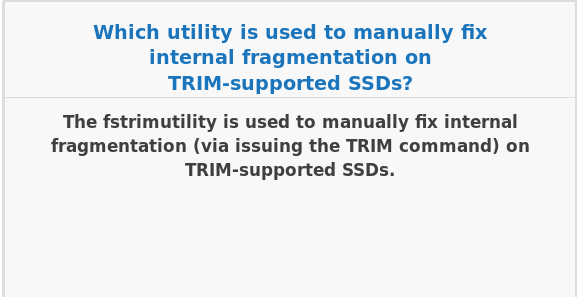 Which utility is used to manually fix
internal fragmentation on
TRIM-supported SSDs?
The fstrimutility is used to manually fix internal
fragmentation (via issuing the TRIM command) on
TRIM-supported SSDs.